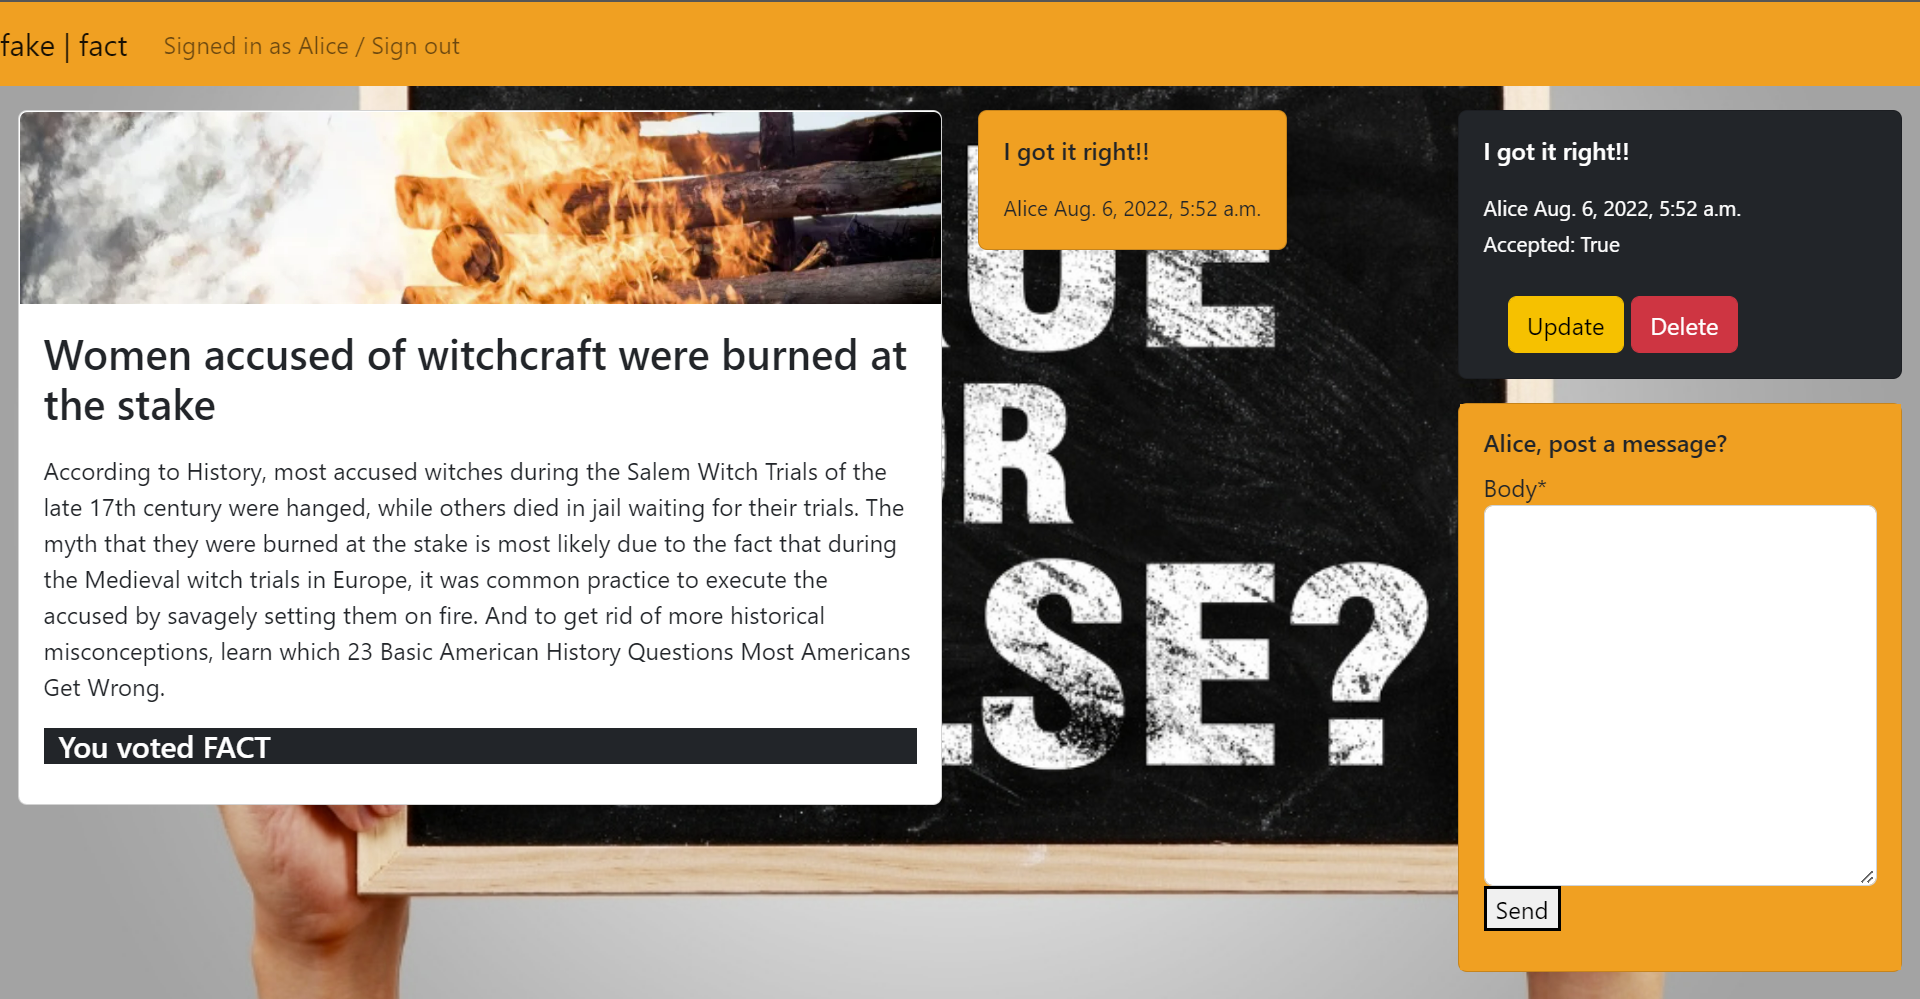 fake | fact
Signed in as Alice / Sign out
Women accused of witchcraft were burned at
the stake
According to History, most accused witches during the Salem Witch Trials of the
late 17th century were hanged, while others died in jail waiting for their trials. The
myth that they were burned at the stake is most likely due to the fact that during
the Medieval witch trials in Europe, it was common practice to execute the
accused by savagely setting them on fire. And to get rid of more historical
misconceptions, learn which 23 Basic American History Questions Most Americans
Get Wrong.
You voted FACT
I got it right!!
Alice Aug. 6, 2022, 5:52 a.m.
UE
R
LSE?
I got it right!!
Alice Aug. 6, 2022, 5:52 a.m.
Accepted: True
Update Delete
Alice, post a message?
Body*
Send